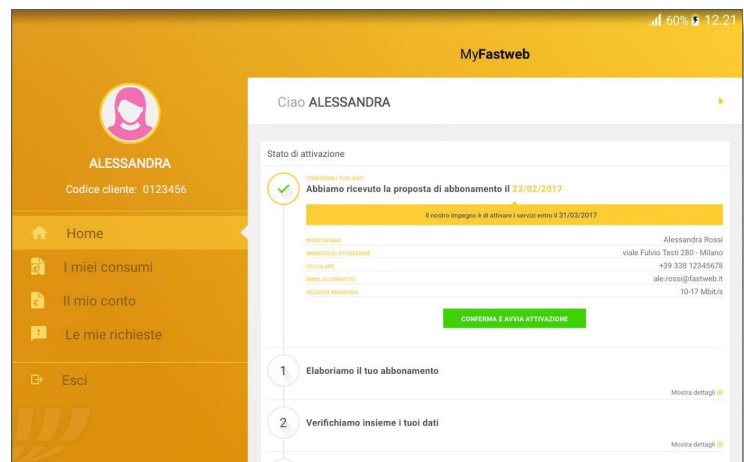 60% 12.21
MyFastweb
ALESSANDRA
Codice cliente: 0123456
Home
I miei consumi
Il mio conto
Le mie richieste
Esci
Ciao ALESSANDRA
Stato di attivazione
CONFERMA I TUOI DATI
Abbiamo ricevuto la proposta di abbonamento il 23/02/2017
Il nostro impegno è di attivare i servizi entro il 31/03/2017
INTESTATARIO Alessandra Rossi
INDIRIZZO DI ATTIVAZIONE viale Fulvio Testi 280 - Milano
CELLULARE +39 338 12345678
EMAIL DI CONTATTO ale.rossi@fastweb.it
VELOCITÀ PROMESSA 10-17 Mbit/s
CONFERMA E AVVIA ATTIVAZIONE
1 Elaboriamo il tuo abbonamento
Mostra dettagli
2 Verifichiamo insieme i tuoi dati
Mostra dettagli